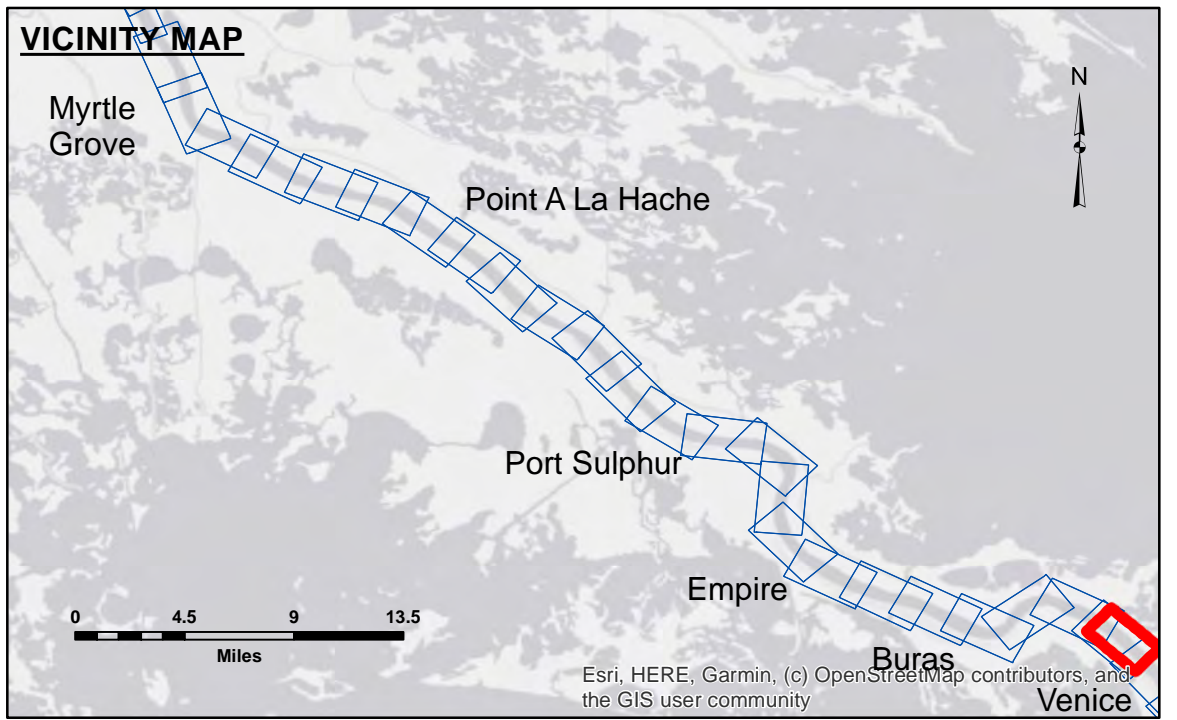 VICINITY MAP
N
Myrtle
Grove
Point A La Hache
Port Sulphur
Empire
0 4.5 9 13.5
Miles
Buras
Esri, HERE, Garmin, (c) OpenStreetMap contributors, and
the GIS user community
Venice